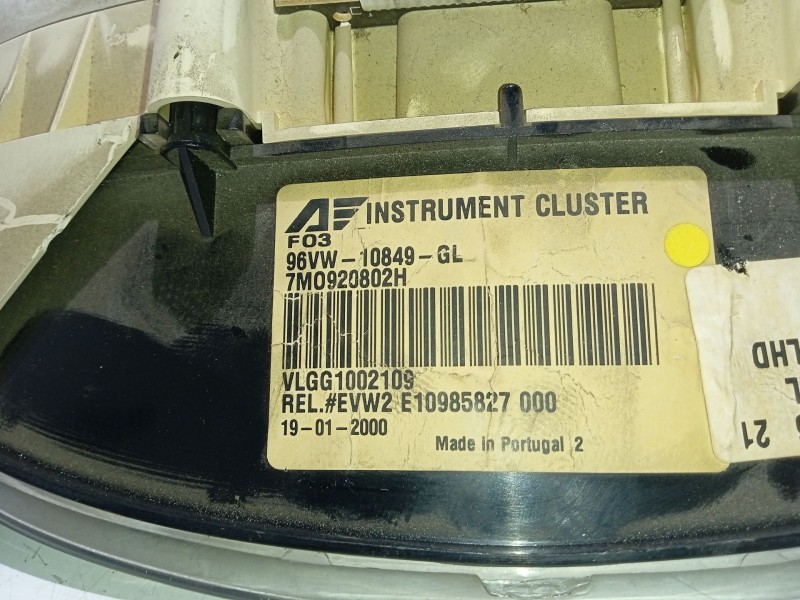 AF INSTRUMENT CLUSTER
F03
96VW-10849-GL
7M0920802H
VLGG1002109
REL.#EVW2 E10985827 000
19-01-2000
Made in Portugal 2
LHD
21